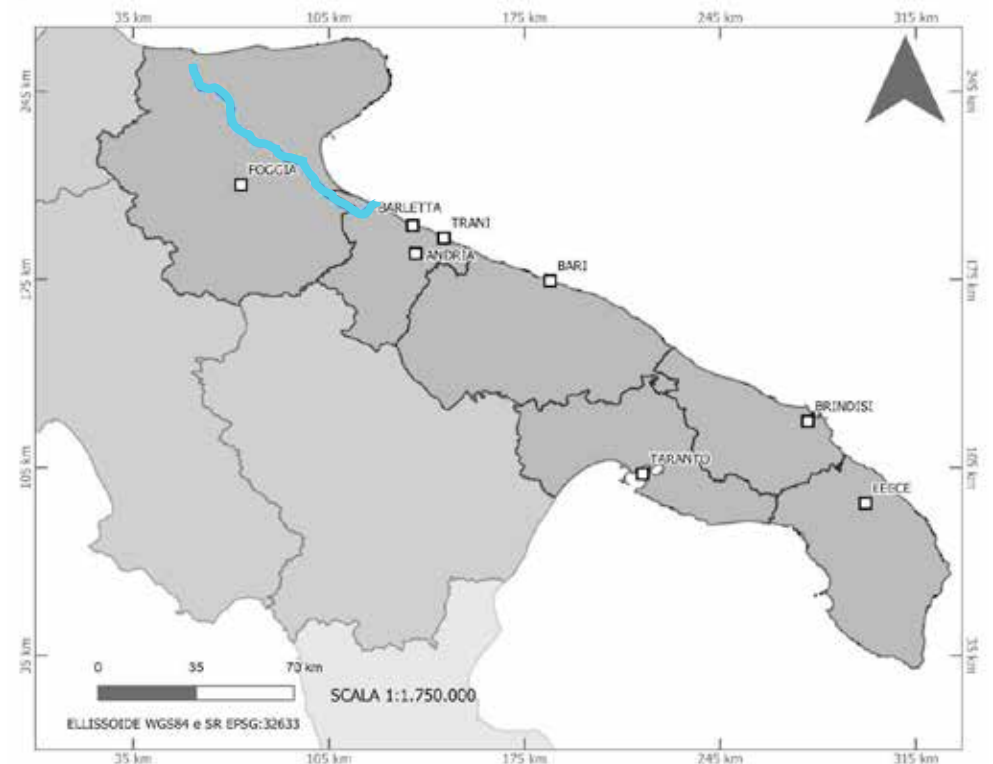 35 km 105 km 175 km 245 km 315 km
245 km 245 km
FOGGIA
BARLETTA
TRANI
ANDRIA
BARI
175 km 175 km
BRINDISI
TARANTO
105 km 105 km
LECCE
35 km 35 km
0 35 70 km
SCALA 1:1.750.000
ELLISSOIDE WGS84 e SR EPSG:32633
35 km 105 km 175 km 245 km 315 km